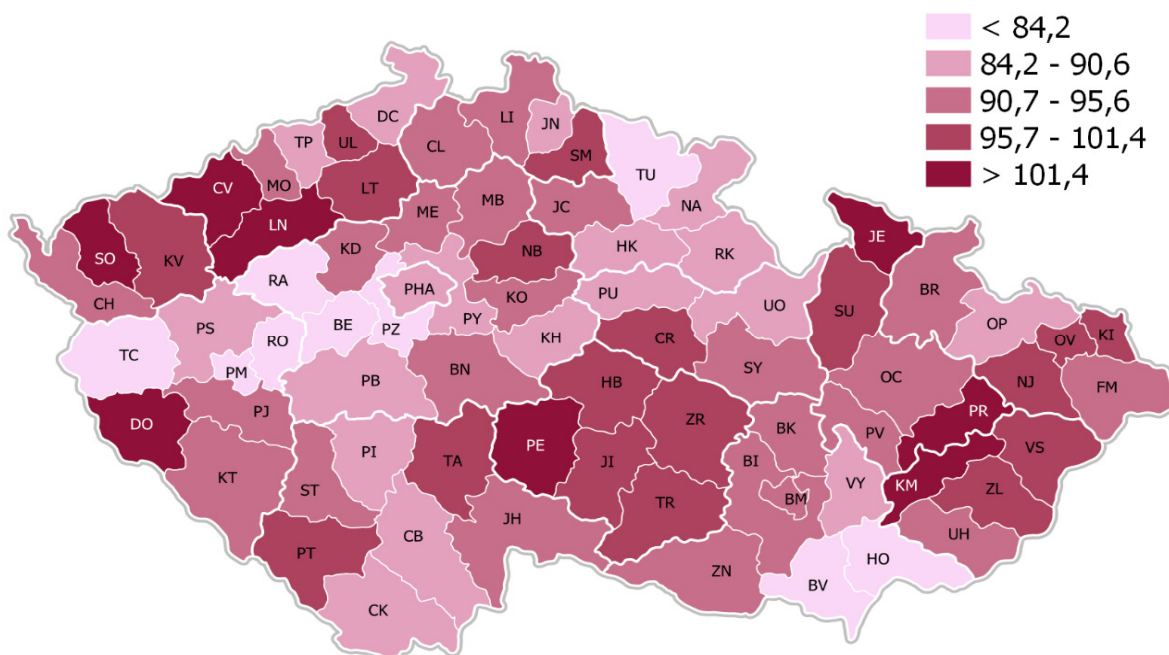 < 84,2
84,2 - 90,6
90,7 - 95,6
95,7 - 101,4
> 101,4
DC
LI
JN
TP
UL
CL
SM
TU
CV
MO
LT
NA
LN
ME
MB
JC
SO
KV
KD
NB
HK
RK
JE
RA
PHA
CH
PS
BE
PZ
PY
KO
PU
UO
SU
BR
OP
OV
KI
TC
RO
PM
KH
CR
PB
BN
HB
SY
OC
NJ
FM
DO
PJ
PR
ZR
BK
PV
KT
PI
TA
PE
JI
BI
VY
VS
ST
TR
BM
KM
ZL
JH
CB
PT
UH
ZN
HO
BV
CK